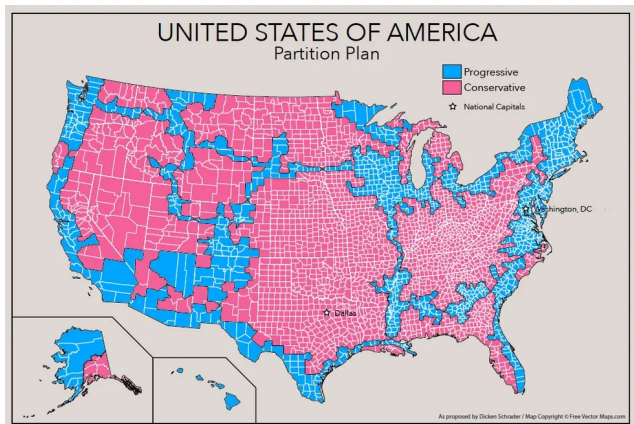 UNITED STATES OF AMERICA
Partition Plan
Progressive
Conservative
National Capitals
Washington, DC
Dallas
As proposed by Dicken Schrader / Map Copyright © Free Vector Maps.com